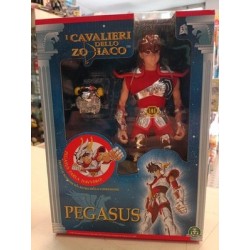 I CAVALIERI
DELLO
ZODIACO
PEGASUS